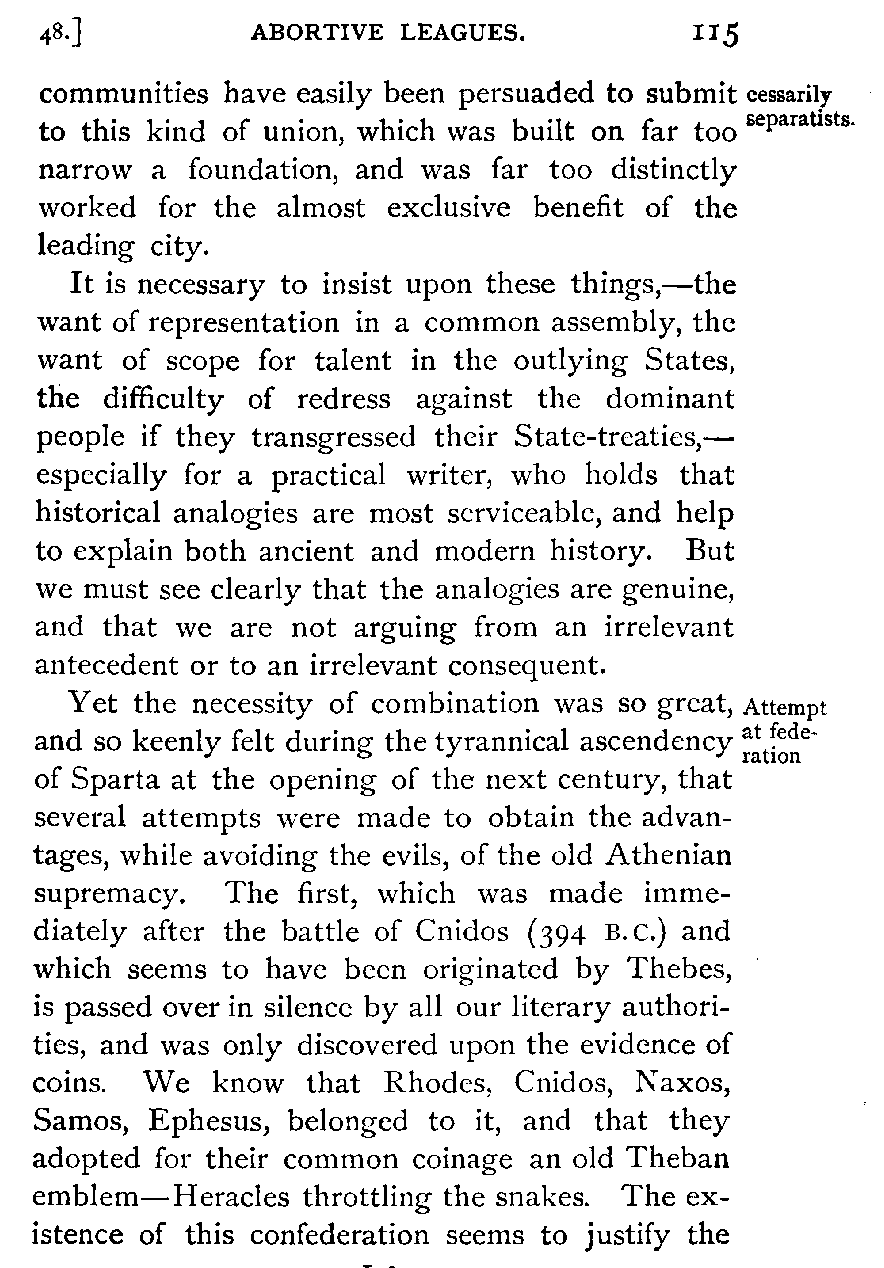 48.] ABORTIVE LEAGUES. 115
communities have easily been persuaded to submit cessarily
to this kind of union, which was built on far too separatists.
narrow a foundation, and was far too distinctly
worked for the almost exclusive benefit of the
leading city.
It is necessary to insist upon these things,—the
want of representation in a common assembly, the
want of scope for talent in the outlying States,
the difficulty of redress against the dominant
people if they transgressed their State-treaties,—
especially for a practical writer, who holds that
historical analogies are most serviceable, and help
to explain both ancient and modern history. But
we must see clearly that the analogies are genuine,
and that we are not arguing from an irrelevant
antecedent or to an irrelevant consequent.
Yet the necessity of combination was so great, Attempt
and so keenly felt during the tyrannical ascendency at fede-
ration
of Sparta at the opening of the next century, that
several attempts were made to obtain the advan-
tages, while avoiding the evils, of the old Athenian
supremacy. The first, which was made imme-
diately after the battle of Cnidos (394 B.C.) and
which seems to have been originated by Thebes,
is passed over in silence by all our literary authori-
ties, and was only discovered upon the evidence of
coins. We know that Rhodes, Cnidos, Naxos,
Samos, Ephesus, belonged to it, and that they
adopted for their common coinage an old Theban
emblem—Heracles throttling the snakes. The ex-
istence of this confederation seems to justify the